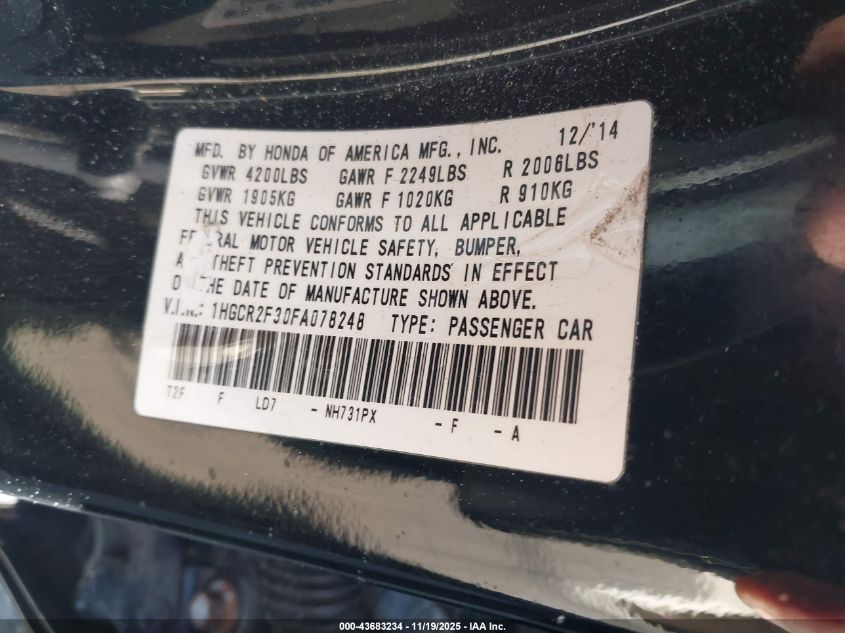 MFD. BY HONDA OF AMERICA MFG., INC. 12/'14
GVWR 4200LBS GAWR F 2249LBS R 2006LBS
GVWR 1905KG GAWR F 1020KG R 910KG
THIS VEHICLE CONFORMS TO ALL APPLICABLE
MOTOR VEHICLE SAFETY, BUMPER,
THEFT PREVENTION STANDARDS IN EFFECT
THE DATE OF MANUFACTURE SHOWN ABOVE.
V.I.N.: 1HGCR2F30FA078248 TYPE: PASSENGER CAR
T2F F LD7 - NH731PX - F - A
000-43683234 - 11/19/2025 - IAA Inc.